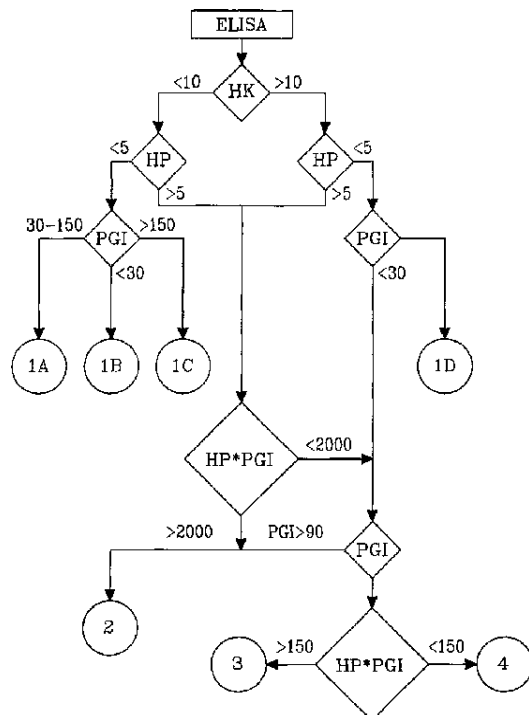 ELISA
<10
HK
>10
<5
HP
>5
HP
<5
>5
30-150
PGI
>150
<30
PGI
<30
1A
1B
1C
1D
HP*PGI
<2000
>2000
PGI>90
PGI
2
3
>150
HP*PGI
<150
4